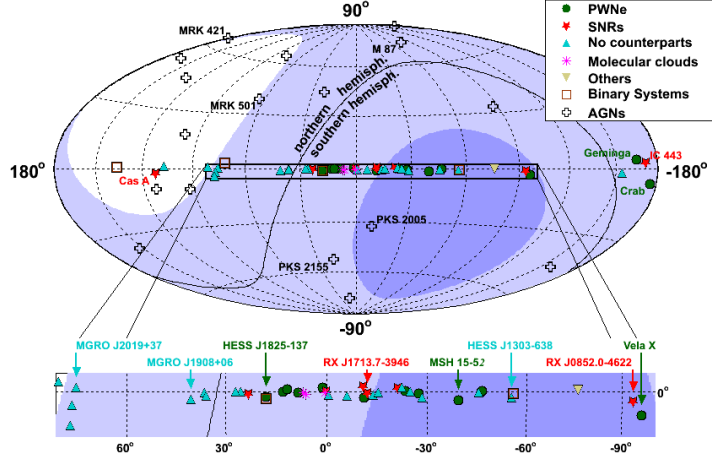 90°
PWNe
SNRs
No counterparts
Molecular clouds
Others
Binary Systems
AGNs
MRK 421
M 87
MRK 501
northern hemisph.
southern hemisph.
180°
-180°
Cas A
Geminga
IC 443
Crab
PKS 2005
PKS 2155
-90°
MGRO J2019+37
MGRO J1908+06
HESS J1825-137
RX J1713.7-3946
MSH 15-52
HESS J1303-638
RX J0852.0-4622
Vela X
0°
60°
30°
0°
-30°
-60°
-90°